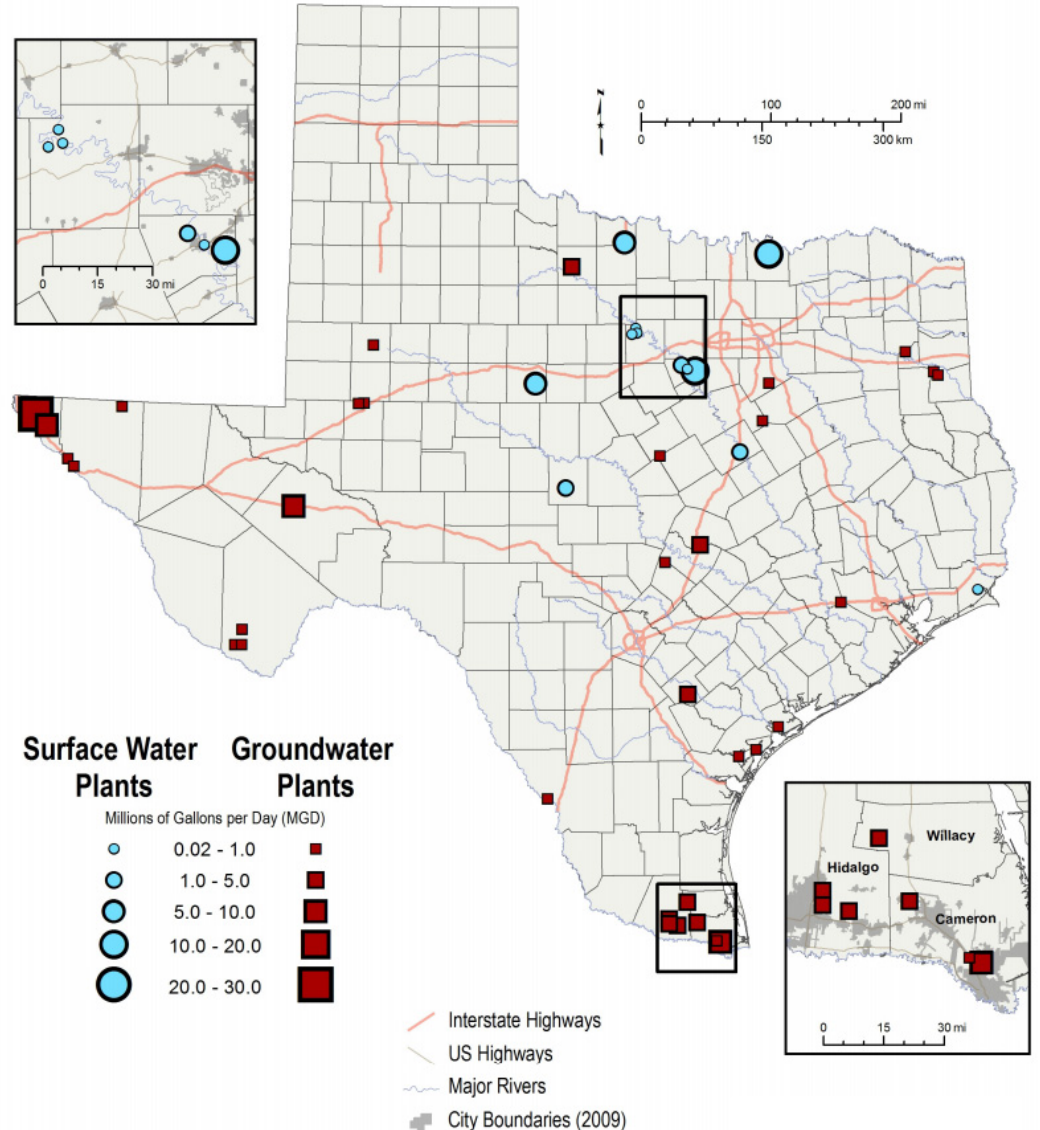 N
0 100 200 mi
0 150 300 km
0 15 30 mi
Surface Water Groundwater
Plants Plants
Millions of Gallons per Day (MGD)
0.02 - 1.0
1.0 - 5.0
5.0 - 10.0
10.0 - 20.0
20.0 - 30.0
Willacy
Hidalgo
Cameron
0 15 30 mi
Interstate Highways
US Highways
Major Rivers
City Boundaries (2009)